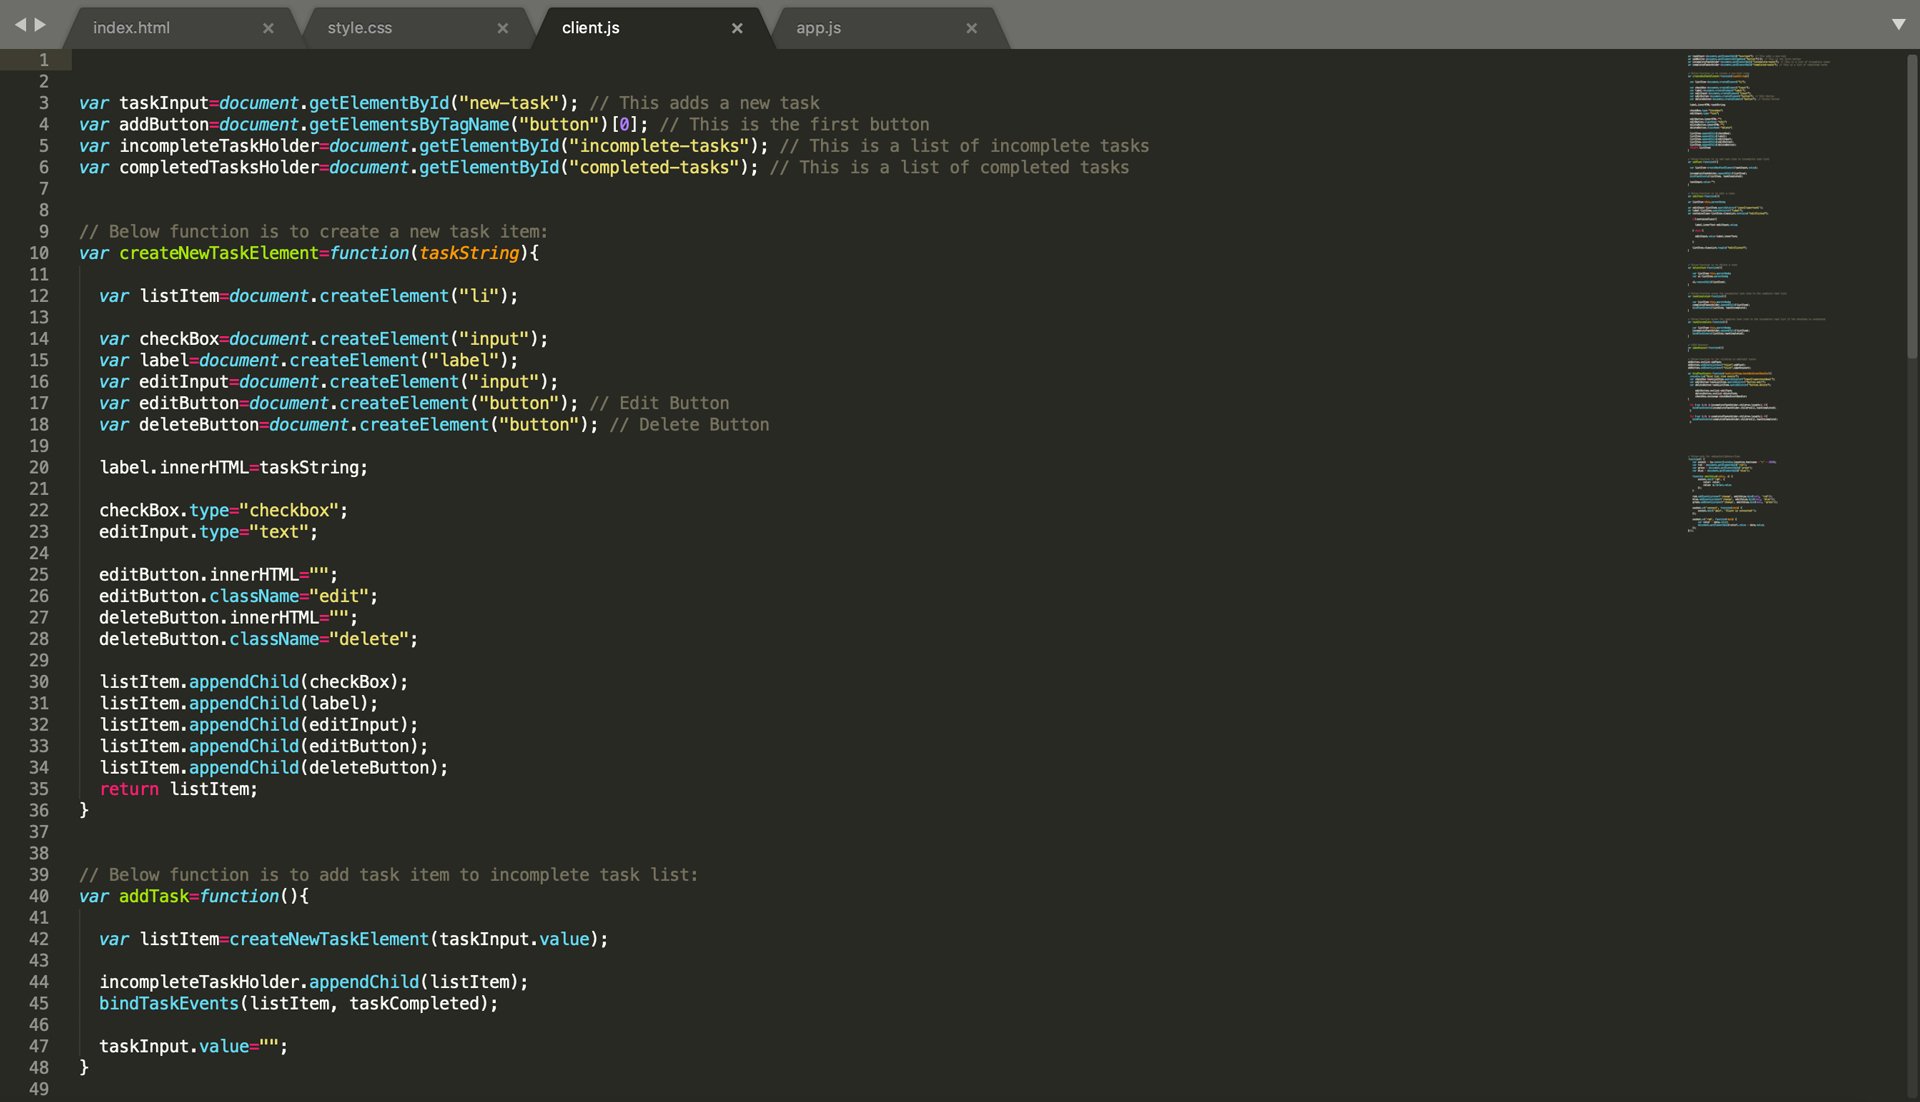 index.html × style.css × client.js × app.js ×
1
2
3 var taskInput=document.getElementById("new-task"); // This adds a new task
4 var addButton=document.getElementsByTagName("button")[0]; // This is the first button
5 var incompleteTaskHolder=document.getElementById("incomplete-tasks"); // This is a list of incomplete tasks
6 var completedTasksHolder=document.getElementById("completed-tasks"); // This is a list of completed tasks
7
8
9 // Below function is to create a new task item:
10 var createNewTaskElement=function(taskString){
11
12 var listItem=document.createElement("li");
13
14 var checkBox=document.createElement("input");
15 var label=document.createElement("label");
16 var editInput=document.createElement("input");
17 var editButton=document.createElement("button"); // Edit Button
18 var deleteButton=document.createElement("button"); // Delete Button
19
20 label.innerHTML=taskString;
21
22 checkBox.type="checkbox";
23 editInput.type="text";
24
25 editButton.innerHTML="";
26 editButton.className="edit";
27 deleteButton.innerHTML="";
28 deleteButton.className="delete";
29
30 listItem.appendChild(checkBox);
31 listItem.appendChild(label);
32 listItem.appendChild(editInput);
33 listItem.appendChild(editButton);
34 listItem.appendChild(deleteButton);
35 return listItem;
36 }
37
38
39 // Below function is to add task item to incomplete task list:
40 var addTask=function(){
41
42 var listItem=createNewTaskElement(taskInput.value);
43
44 incompleteTaskHolder.appendChild(listItem);
45 bindTaskEvents(listItem, taskCompleted);
46
47 taskInput.value="";
48 }
49